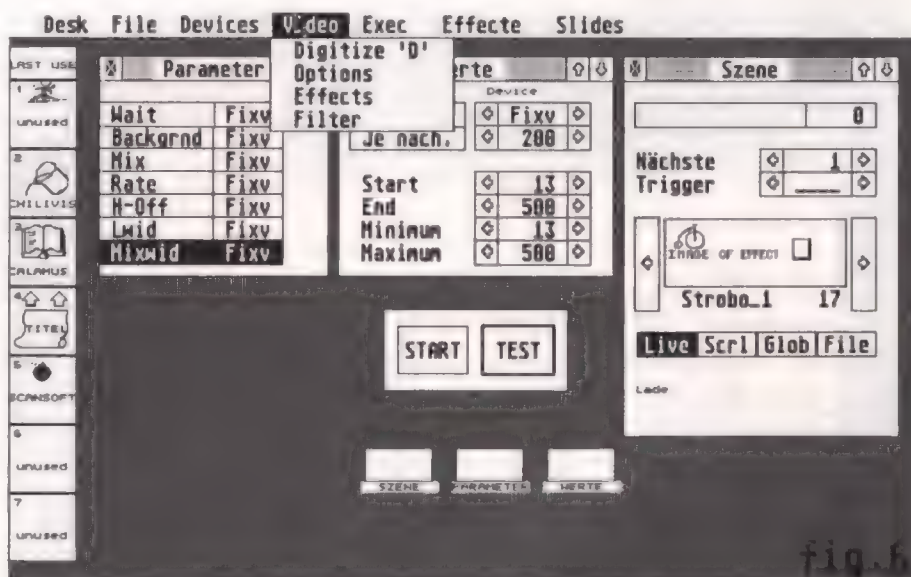 Desk File Devices Video Exec Effecte Slides
Digitize 'D'
Options
Effects
Filter
LAST USE
1
unused
2
CHILIVIS
3
CALAMUS
4
TITEL
5
SCANSOFT
6
unused
7
unused
Parameter
Wait Fixv
Backgrnd Fixv
Mix Fixv
Rate Fixv
H-Off Fixv
Lwid Fixv
Mixwid Fixv
Device
Fixv
Je nach. 200
Start 13
End 500
Minimum 13
Maximum 500
START TEST
SZENE PARAMETER WERTE
Szene
0
Nächste 1
Trigger ____
IMAGE OF EFFECT
Strobo_1 17
Live Scrl Glob File
Lade
fig. 6